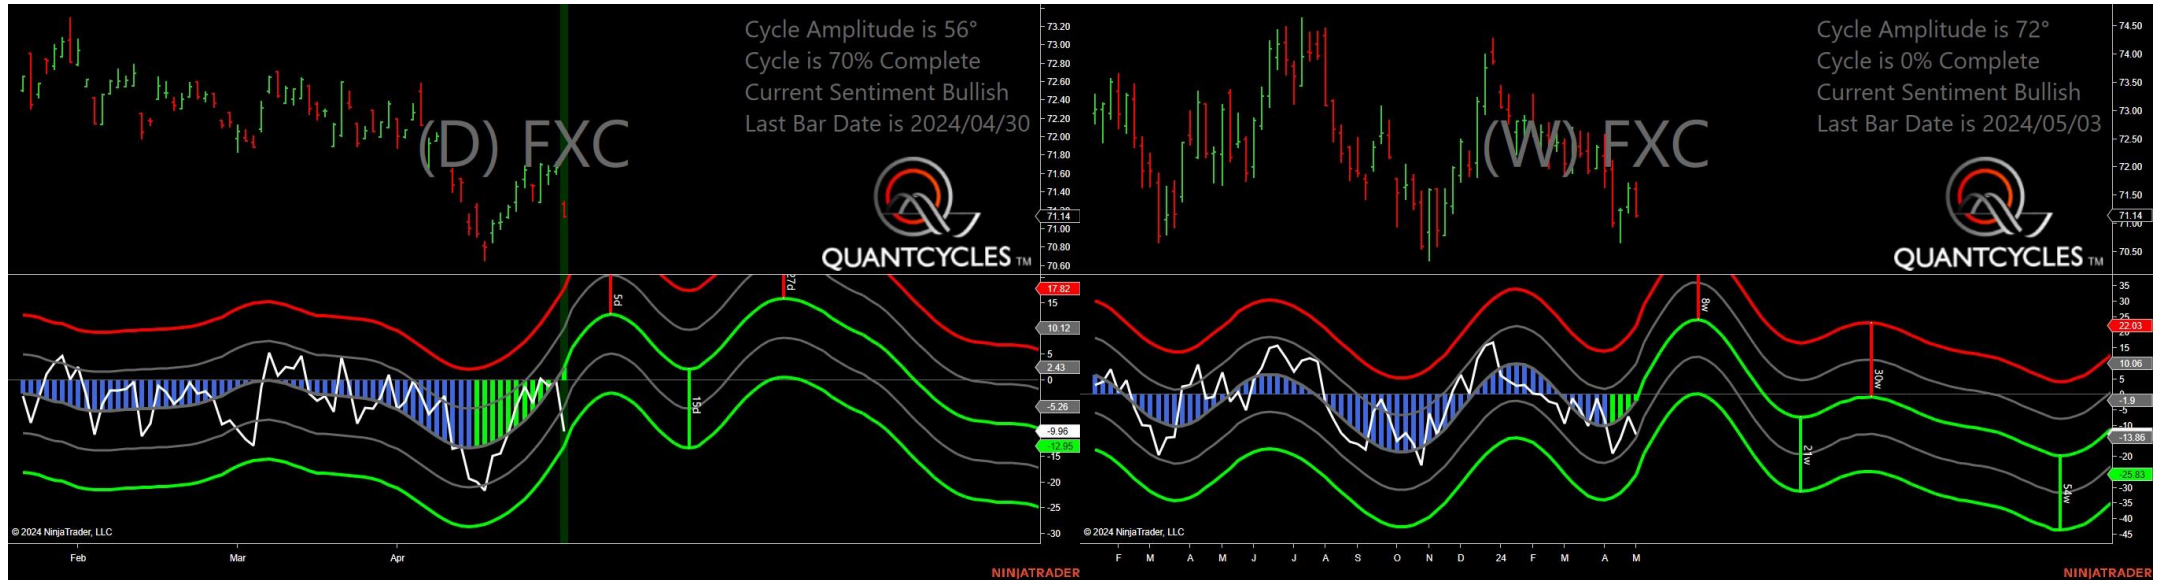 Cycle Amplitude is 56°
Cycle is 70% Complete
Current Sentiment Bullish
Last Bar Date is 2024/04/30
(D) FXC
QUANTCYCLES TM
73.20
73.00
72.80
72.60
72.40
72.20
72.00
71.80
71.60
71.40
71.14
71.00
70.80
70.60
5d
27d
15d
17.82
15
10.12
5
2.43
0
-5.26
-9.96
-12.95
-15
-20
-25
-30
© 2024 NinjaTrader, LLC
Feb
Mar
Apr
NINJATRADER
Cycle Amplitude is 72°
Cycle is 0% Complete
Current Sentiment Bullish
Last Bar Date is 2024/05/03
(W) FXC
QUANTCYCLES TM
74.50
74.00
73.50
73.00
72.50
72.00
71.50
71.14
71.00
70.50
8w
30w
21w
54w
35
30
22.03
15
10.06
5
-1.9
-5
-10
-13.86
-20
-25.83
-30
-35
-40
-45
© 2024 NinjaTrader, LLC
F
M
A
M
J
J
A
S
O
N
D
24
F
M
A
M
NINJATRADER